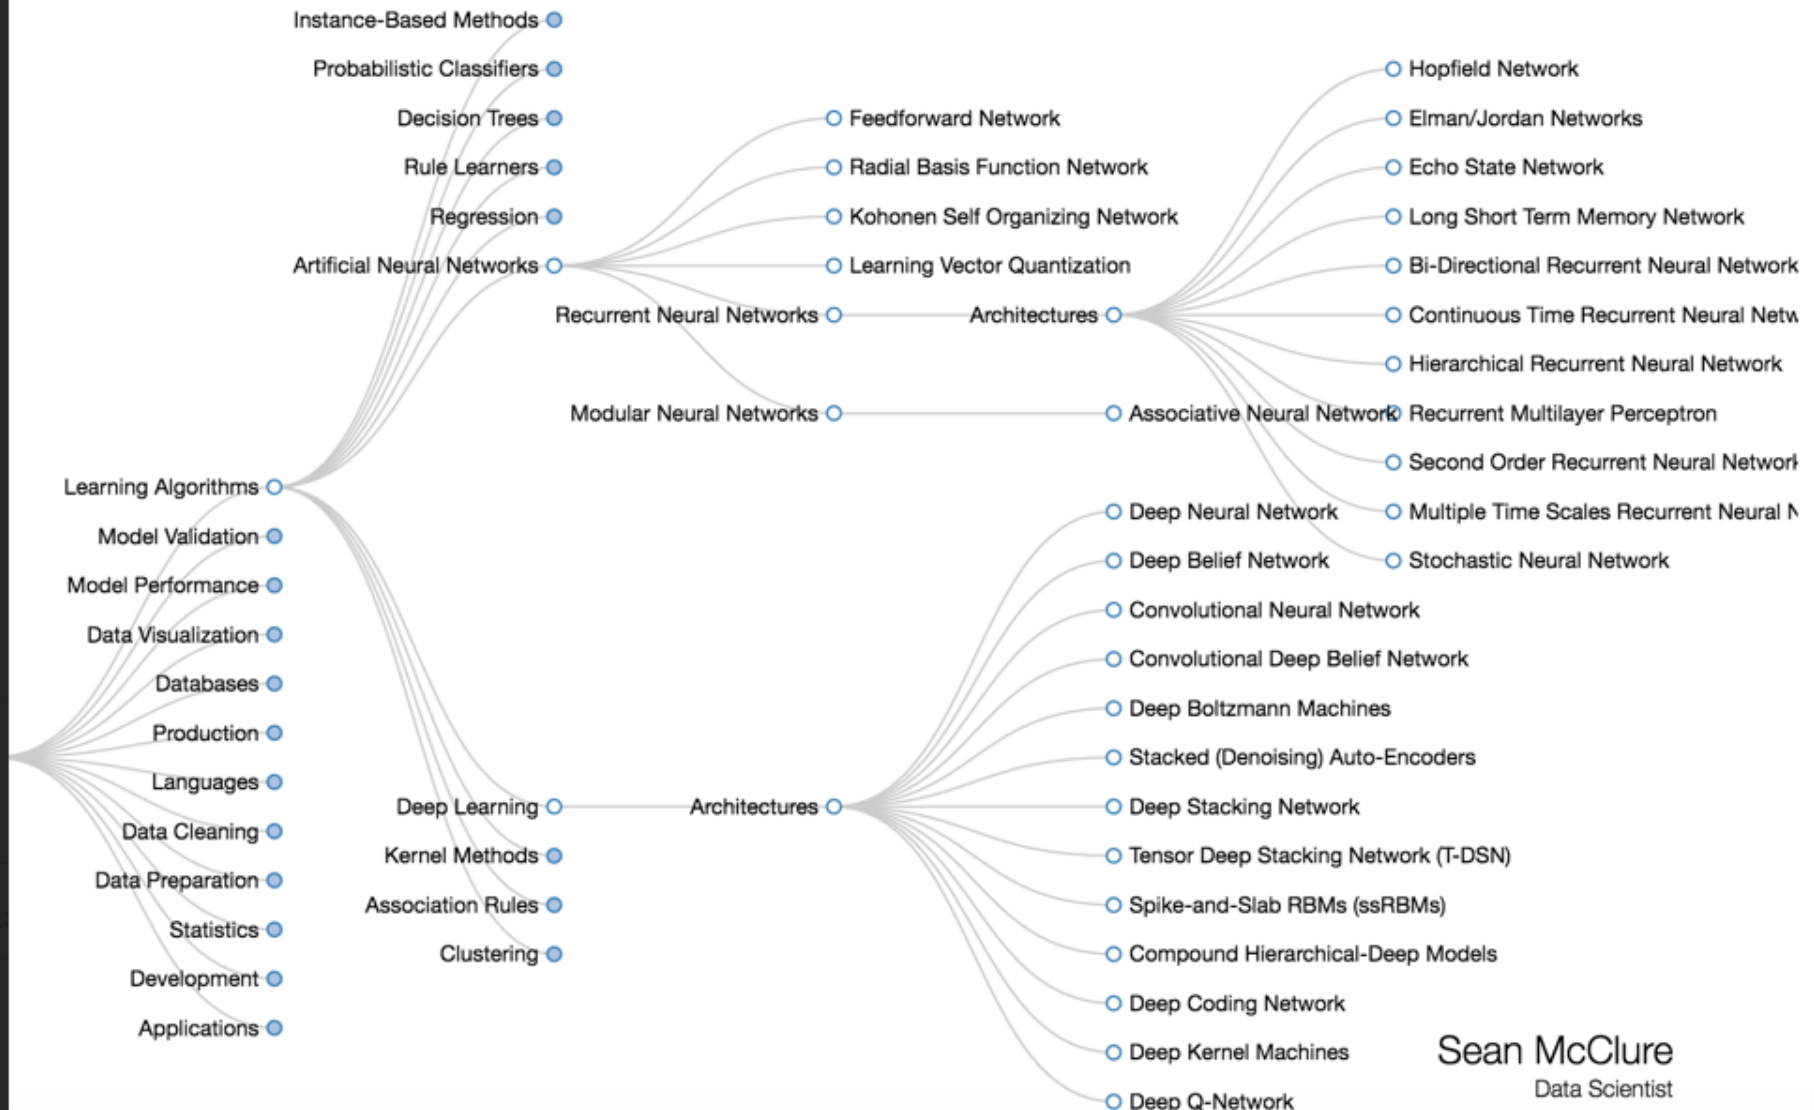 Instance-Based Methods
Probabilistic Classifiers
Decision Trees
Rule Learners
Regression
Artificial Neural Networks
Feedforward Network
Radial Basis Function Network
Kohonen Self Organizing Network
Learning Vector Quantization
Recurrent Neural Networks
Architectures
Modular Neural Networks
Associative Neural Network
Hopfield Network
Elman/Jordan Networks
Echo State Network
Long Short Term Memory Network
Bi-Directional Recurrent Neural Network
Continuous Time Recurrent Neural Netw
Hierarchical Recurrent Neural Network
Recurrent Multilayer Perceptron
Second Order Recurrent Neural Network
Multiple Time Scales Recurrent Neural N
Stochastic Neural Network
Learning Algorithms
Model Validation
Model Performance
Data Visualization
Databases
Production
Languages
Data Cleaning
Data Preparation
Statistics
Development
Applications
Deep Learning
Kernel Methods
Association Rules
Clustering
Architectures
Deep Neural Network
Deep Belief Network
Convolutional Neural Network
Convolutional Deep Belief Network
Deep Boltzmann Machines
Stacked (Denoising) Auto-Encoders
Deep Stacking Network
Tensor Deep Stacking Network (T-DSN)
Spike-and-Slab RBMs (ssRBMs)
Compound Hierarchical-Deep Models
Deep Coding Network
Deep Kernel Machines
Deep Q-Network
Sean McClure
Data Scientist